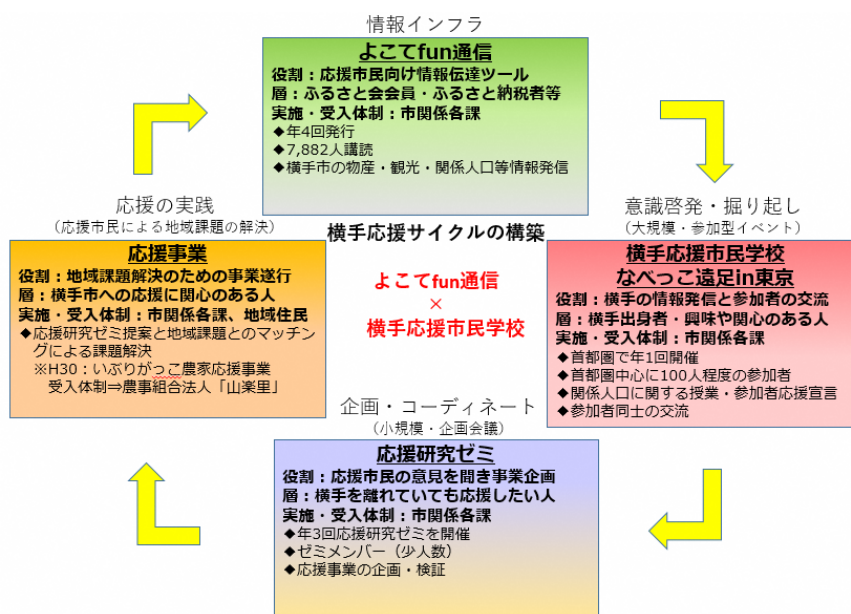 情報インフラ
よこてfun通信
役割：応援市民向け情報伝達ツール
層：ふるさと会会員・ふるさと納税者等
実施・受入体制：市関係各課
◆年4回発行
◆7,882人講読
◆横手市の物産・観光・関係人口等情報発信
意識啓発・掘り起し
（大規模・参加型イベント）
横手応援市民学校
なべっこ遠足in東京
役割：横手の情報発信と参加者の交流
層：横手出身者・興味や関心のある人
実施・受入体制：市関係各課
◆首都圏で年1回開催
◆首都圏中心に100人程度の参加者
◆関係人口に関する授業・参加者応援宣言
◆参加者同士の交流
横手応援サイクルの構築
よこてfun通信
×
横手応援市民学校
応援の実践
（応援市民による地域課題の解決）
応援事業
役割：地域課題解決のための事業遂行
層：横手市への応援に関心のある人
実施・受入体制：市関係各課、地域住民
◆応援研究ゼミ提案と地域課題とのマッチン
グによる課題解決
※H30：いぶりがっこ農家応援事業
受入体制⇒農事組合法人「山楽里」
企画・コーディネート
（小規模・企画会議）
応援研究ゼミ
役割：応援市民の意見を聞き事業企画
層：横手を離れていても応援したい人
実施・受入体制：市関係各課
◆年3回応援研究ゼミを開催
◆ゼミメンバー（少人数）
◆応援事業の企画・検証